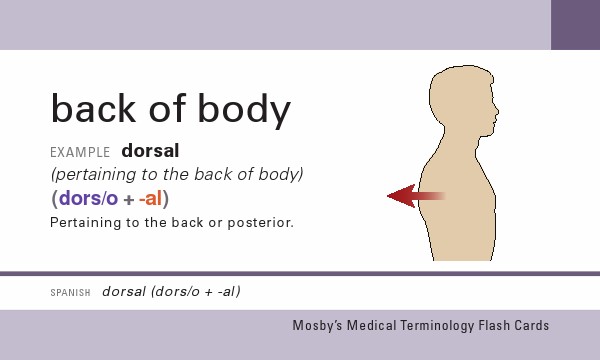 back of body
EXAMPLE dorsal
(pertaining to the back of body)
(dors/o + -al)
Pertaining to the back or posterior.
SPANISH dorsal (dors/o + -al)
Mosby's Medical Terminology Flash Cards